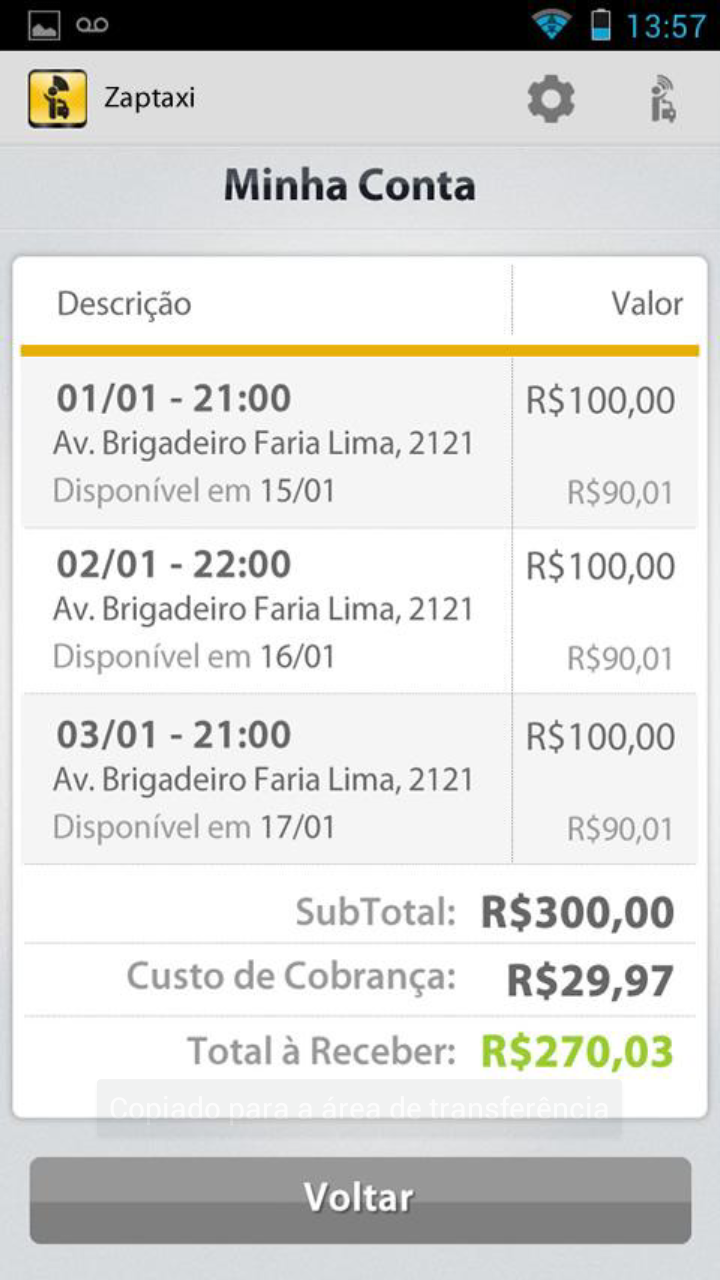 13:57
Zaptaxi
Minha Conta
Descrição Valor
01/01 - 21:00 R$100,00
Av. Brigadeiro Faria Lima, 2121
Disponível em 15/01 R$90,01
02/01 - 22:00 R$100,00
Av. Brigadeiro Faria Lima, 2121
Disponível em 16/01 R$90,01
03/01 - 21:00 R$100,00
Av. Brigadeiro Faria Lima, 2121
Disponível em 17/01 R$90,01
SubTotal: R$300,00
Custo de Cobrança: R$29,97
Total à Receber: R$270,03
Copiado para a área de transferência
Voltar